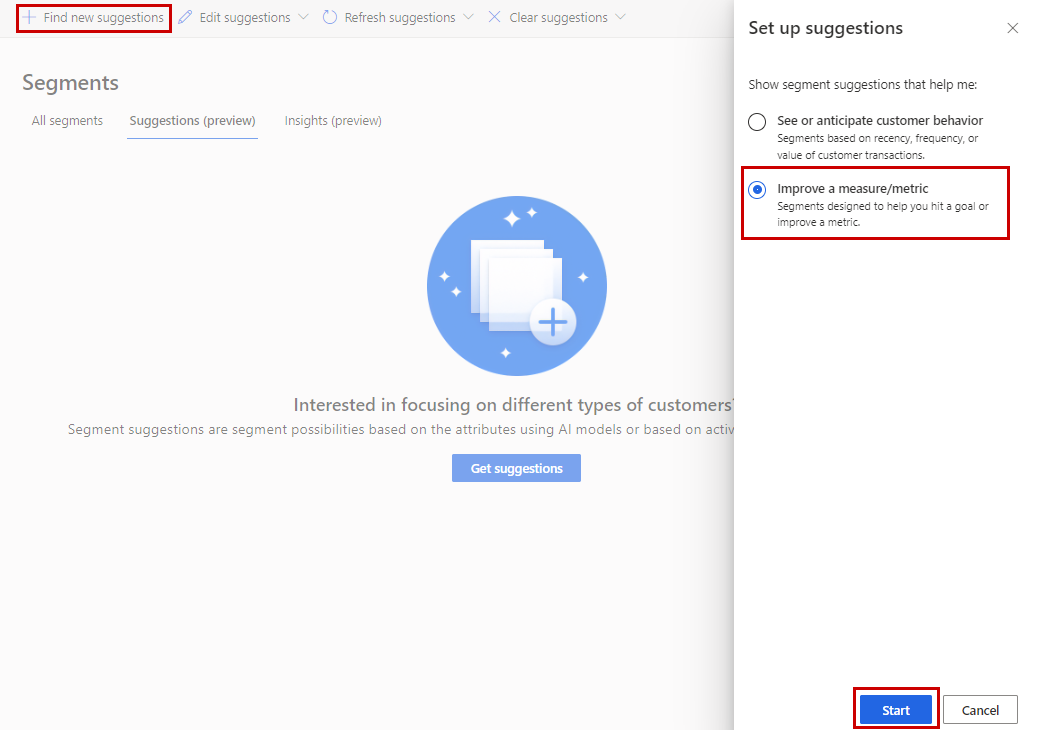 Find new suggestions Edit suggestions Refresh suggestions Clear suggestions
Segments
All segments Suggestions (preview) Insights (preview)
Interested in focusing on different types of customers?
Segment suggestions are segment possibilities based on the attributes using AI models or based on
Get suggestions
Set up suggestions
Show segment suggestions that help me:
See or anticipate customer behavior
Segments based on recency, frequency, or
value of customer transactions.
Improve a measure/metric
Segments designed to help you hit a goal or
improve a metric.
Start Cancel